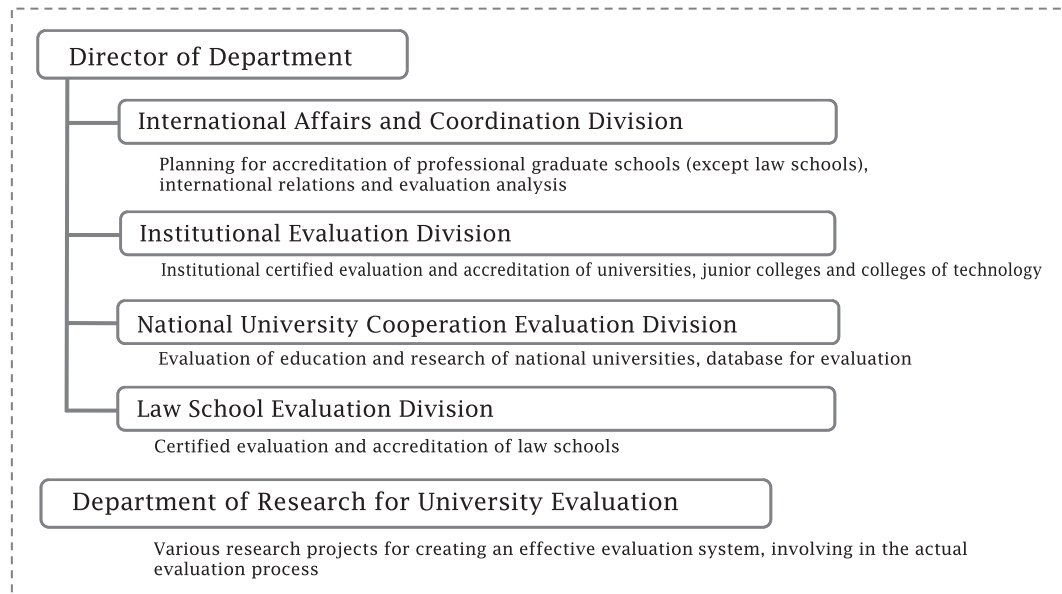 Director of Department
International Affairs and Coordination Division
Planning for accreditation of professional graduate schools (except law schools),
international relations and evaluation analysis
Institutional Evaluation Division
Institutional certified evaluation and accreditation of universities, junior colleges and colleges of technology
National University Cooperation Evaluation Division
Evaluation of education and research of national universities, database for evaluation
Law School Evaluation Division
Certified evaluation and accreditation of law schools
Department of Research for University Evaluation
Various research projects for creating an effective evaluation system, involving in the actual
evaluation process